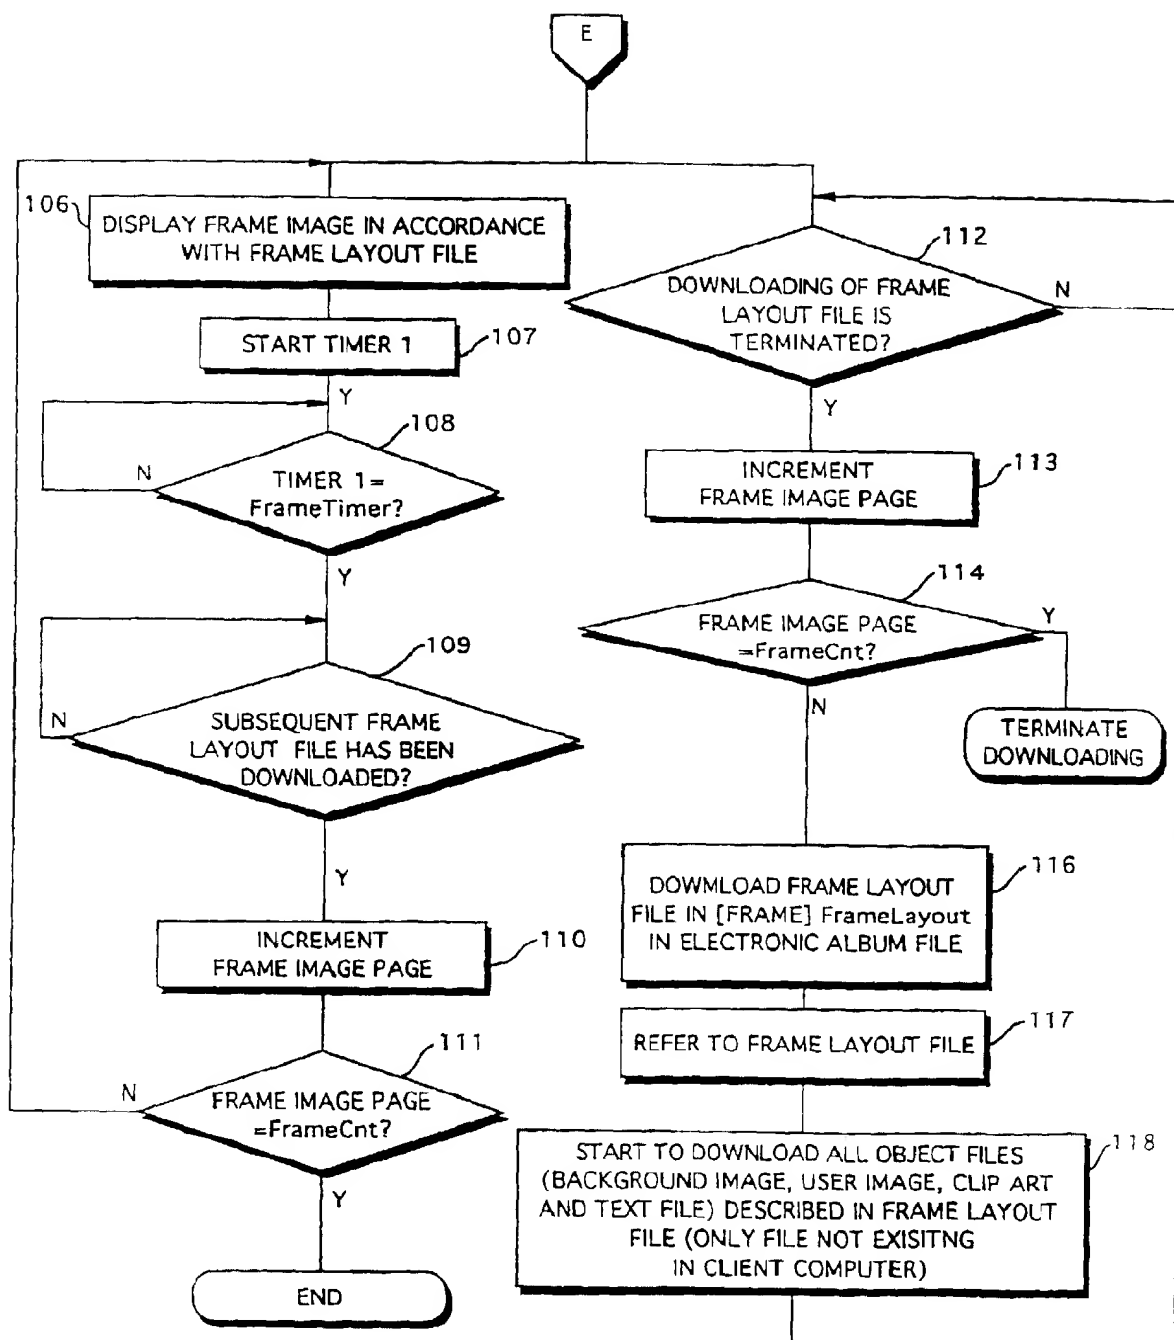 E
106
DISPLAY FRAME IMAGE IN ACCORDANCE
WITH FRAME LAYOUT FILE
START TIMER 1
107
Y
108
N
TIMER 1=
FrameTimer?
Y
109
N
SUBSEQUENT FRAME
LAYOUT FILE HAS BEEN
DOWNLOADED?
Y
INCREMENT
FRAME IMAGE PAGE
110
111
N
FRAME IMAGE PAGE
=FrameCnt?
Y
END
112
DOWNLOADING OF FRAME
LAYOUT FILE IS
TERMINATED?
N
Y
INCREMENT
FRAME IMAGE PAGE
113
114
FRAME IMAGE PAGE
=FrameCnt?
Y
N
TERMINATE
DOWNLOADING
116
DOWMLOAD FRAME LAYOUT
FILE IN [FRAME] FrameLayout
IN ELECTRONIC ALBUM FILE
117
REFER TO FRAME LAYOUT FILE
118
START TO DOWNLOAD ALL OBJECT FILES
(BACKGROUND IMAGE, USER IMAGE, CLIP ART
AND TEXT FILE) DESCRIBED IN FRAME LAYOUT
FILE (ONLY FILE NOT EXISITNG
IN CLIENT COMPUTER)